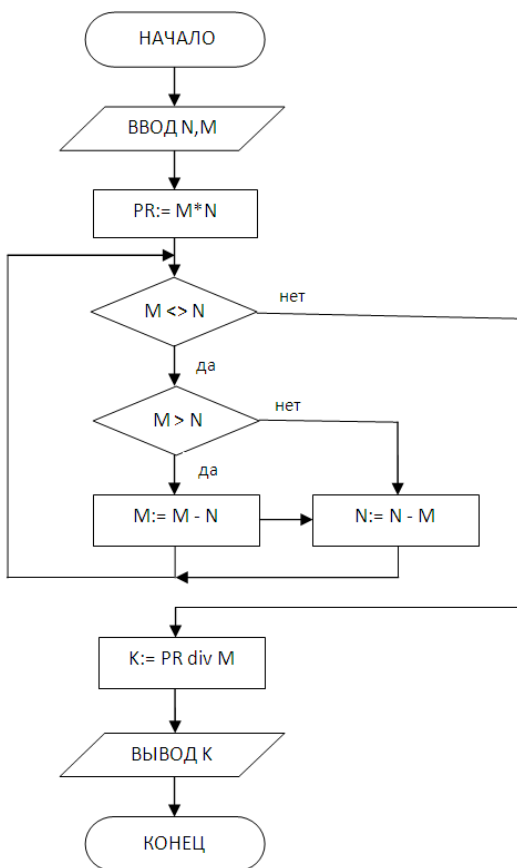 НАЧАЛО
ВВОД N,M
PR:= M*N
M <> N
нет
да
M > N
нет
да
M:= M - N
N:= N - M
K:= PR div M
ВЫВОД K
КОНЕЦ